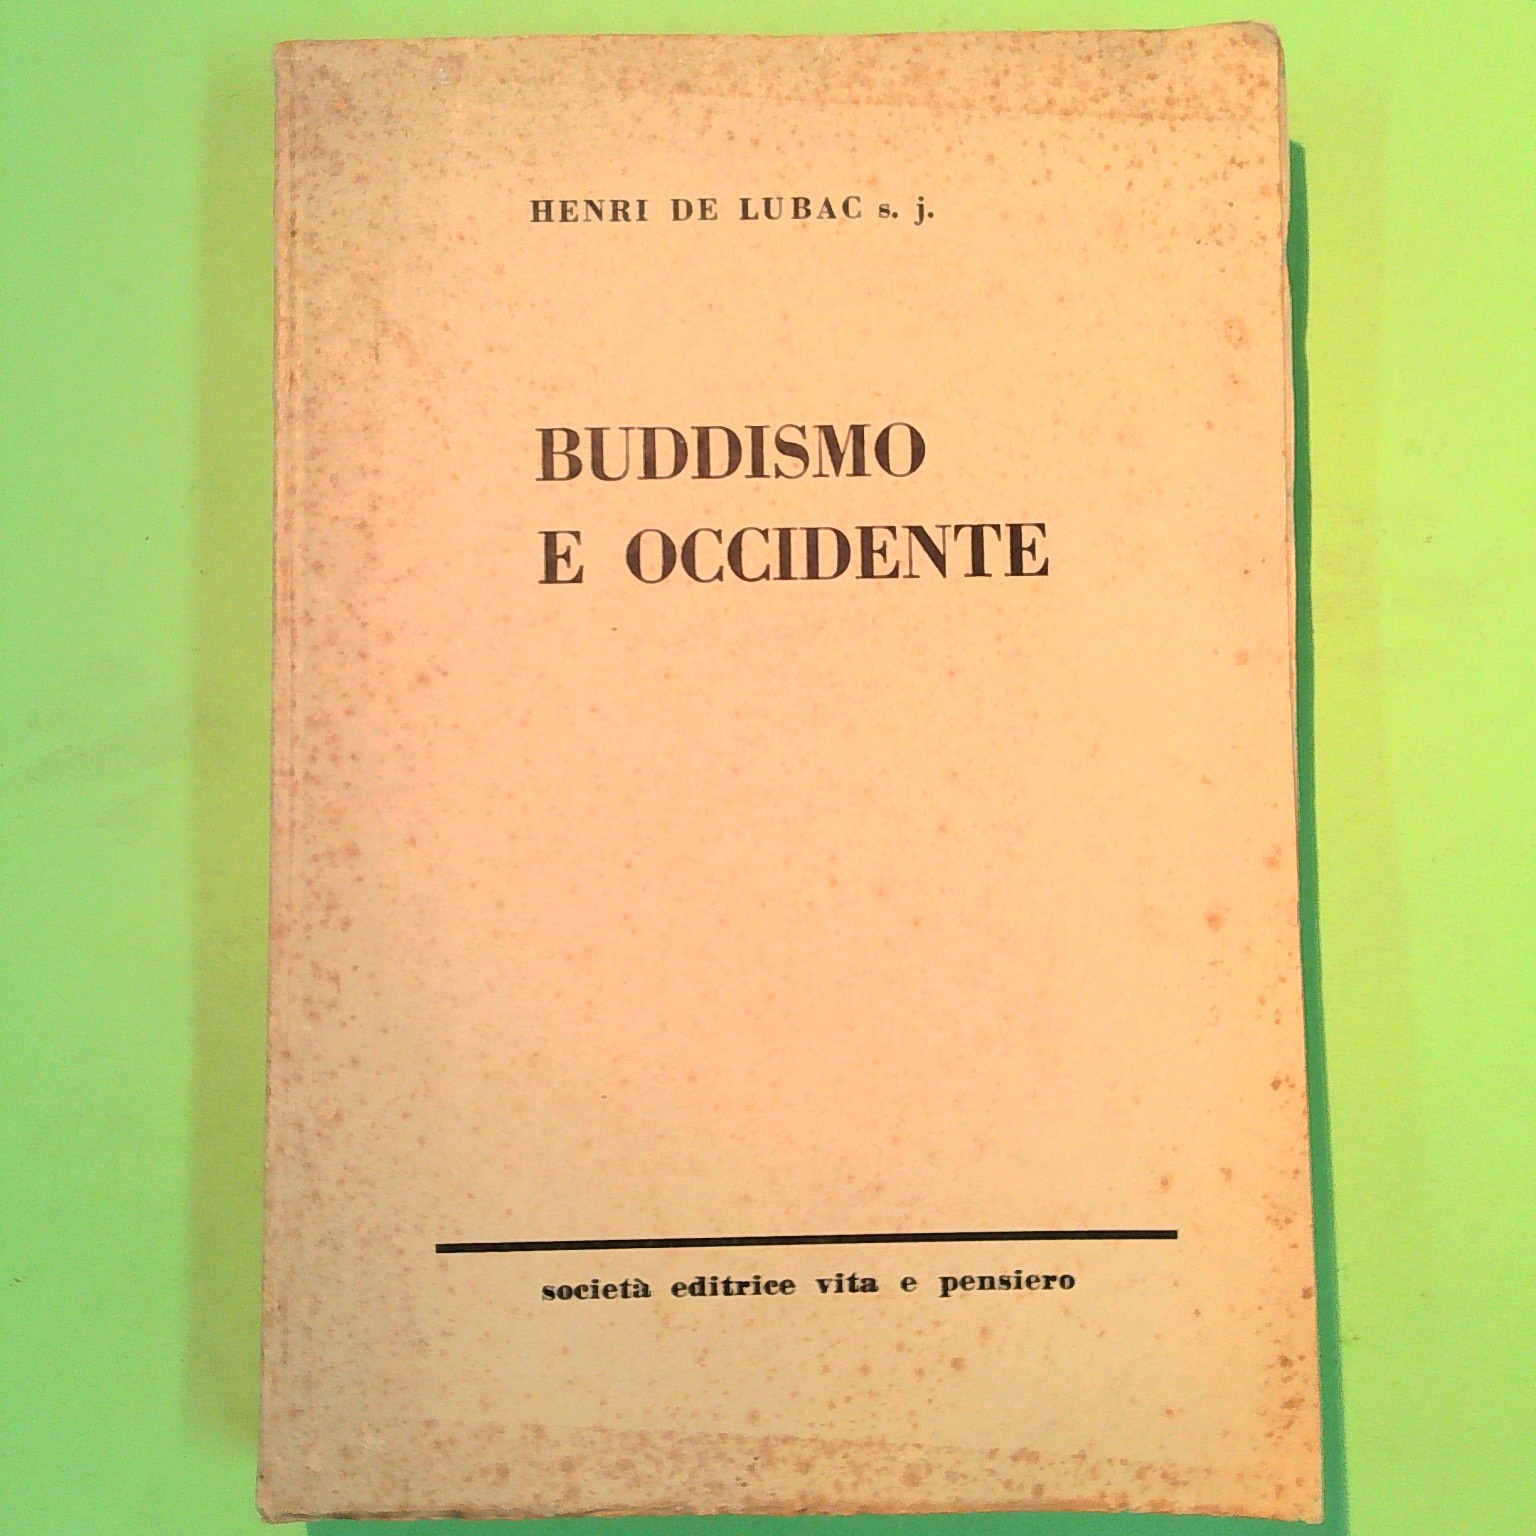 HENRI DE LUBAC s. j.
BUDDISMO
E OCCIDENTE
società editrice vita e pensiero